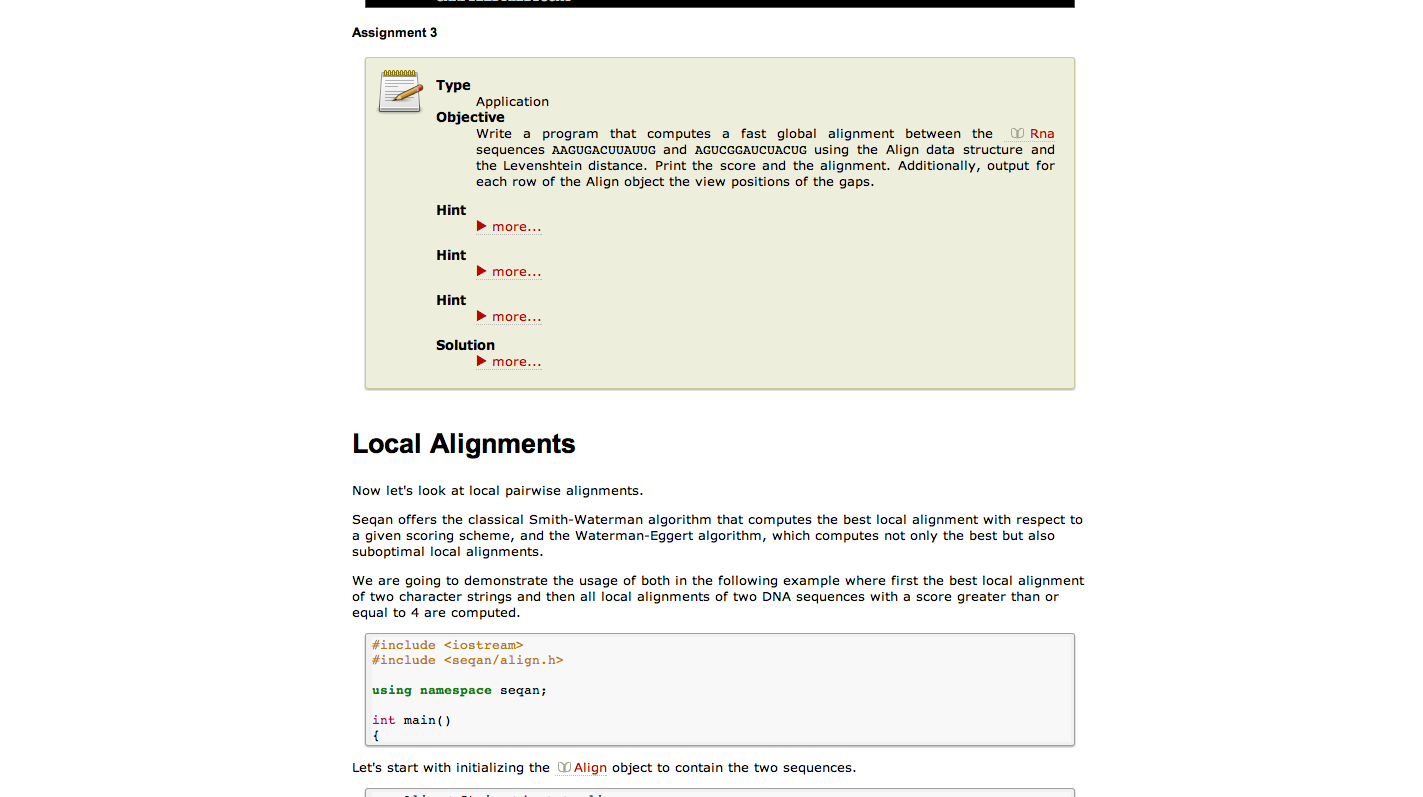 Assignment 3
Type
Application
Objective
Write a program that computes a fast global alignment between the Rna
sequences AAGUGACUUAUUG and AGUCGGAUCUACUG using the Align data structure and
the Levenshtein distance. Print the score and the alignment. Additionally, output for
each row of the Align object the view positions of the gaps.
Hint
more...
Hint
more...
Hint
more...
Solution
more...
Local Alignments
Now let's look at local pairwise alignments.
Seqan offers the classical Smith-Waterman algorithm that computes the best local alignment with respect to
a given scoring scheme, and the Waterman-Eggert algorithm, which computes not only the best but also
suboptimal local alignments.
We are going to demonstrate the usage of both in the following example where first the best local alignment
of two character strings and then all local alignments of two DNA sequences with a score greater than or
equal to 4 are computed.
#include <iostream>
#include <seqan/align.h>
using namespace seqan;
int main()
{
Let's start with initializing the Align object to contain the two sequences.